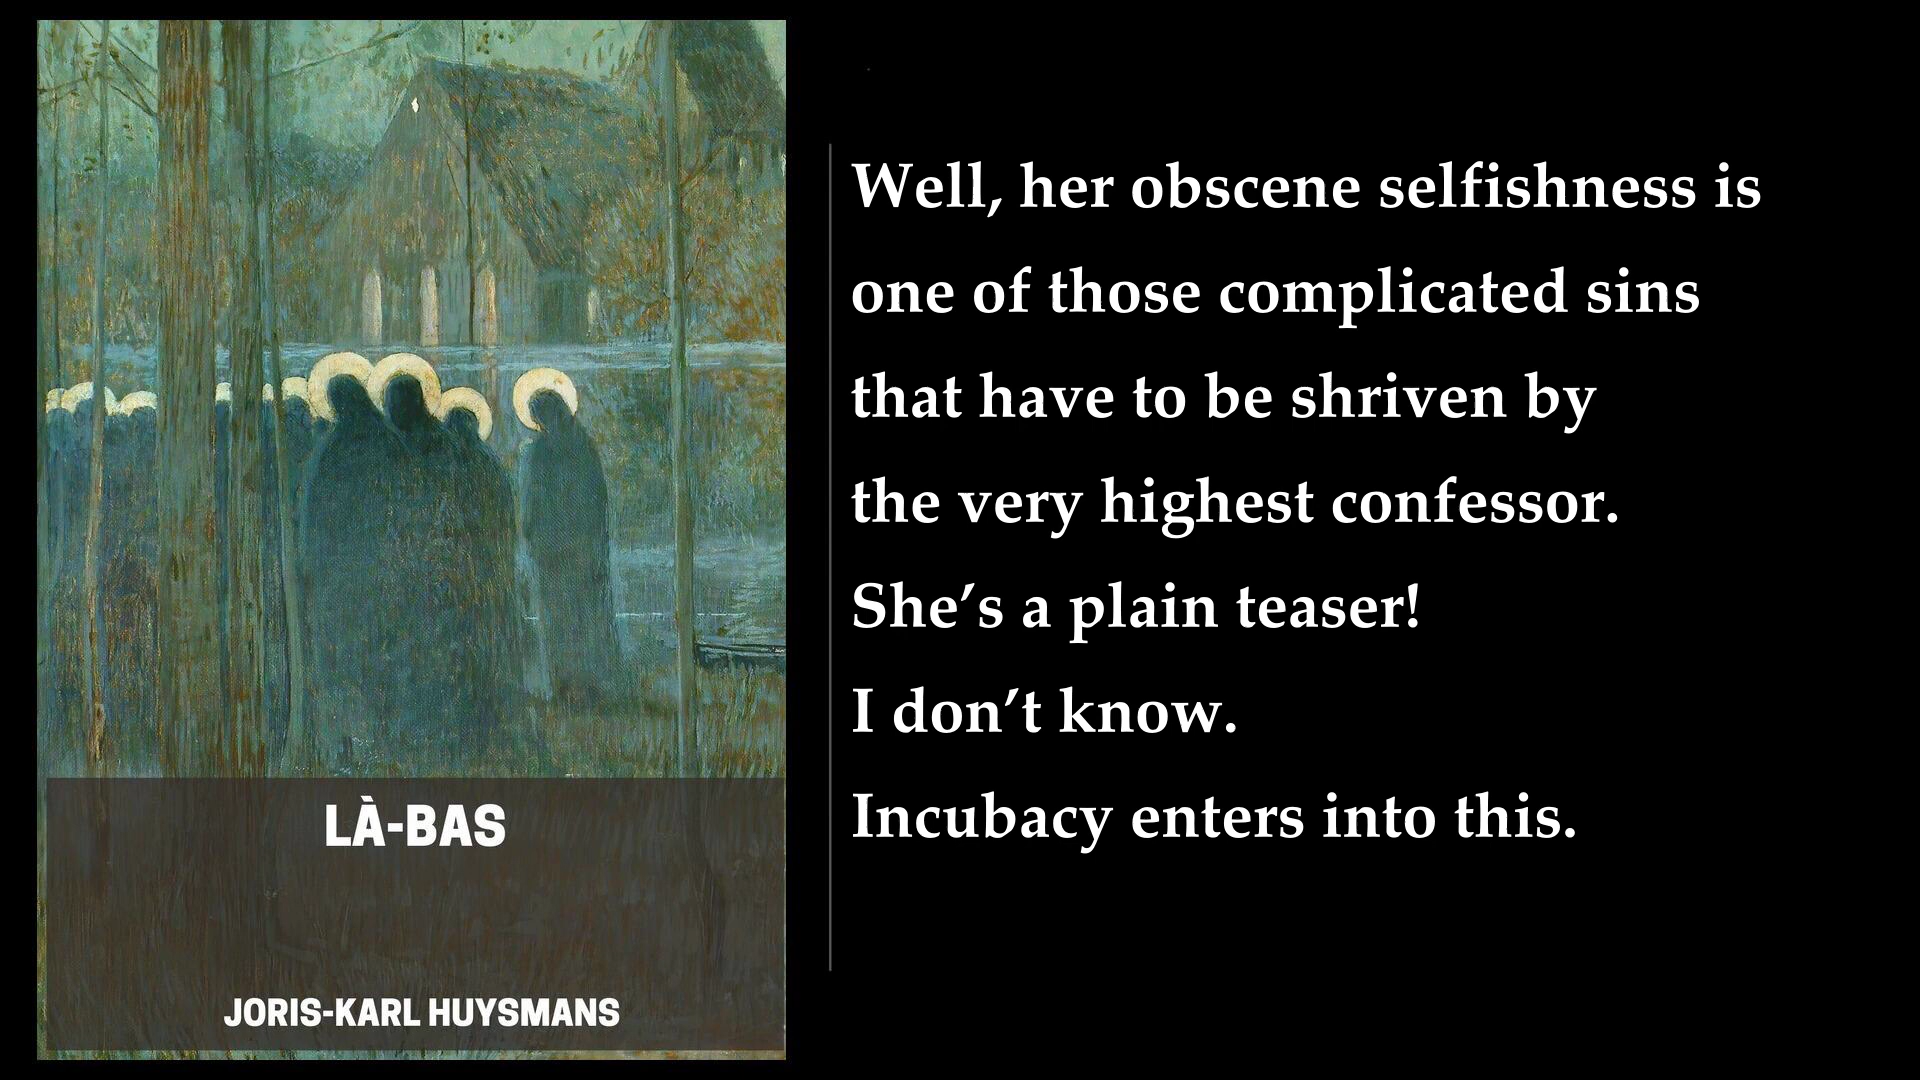 LÀ-BAS
JORIS-KARL HUYSMANS
Well, her obscene selfishness is
one of those complicated sins
that have to be shriven by
the very highest confessor.
She’s a plain teaser!
I don’t know.
Incubacy enters into this.